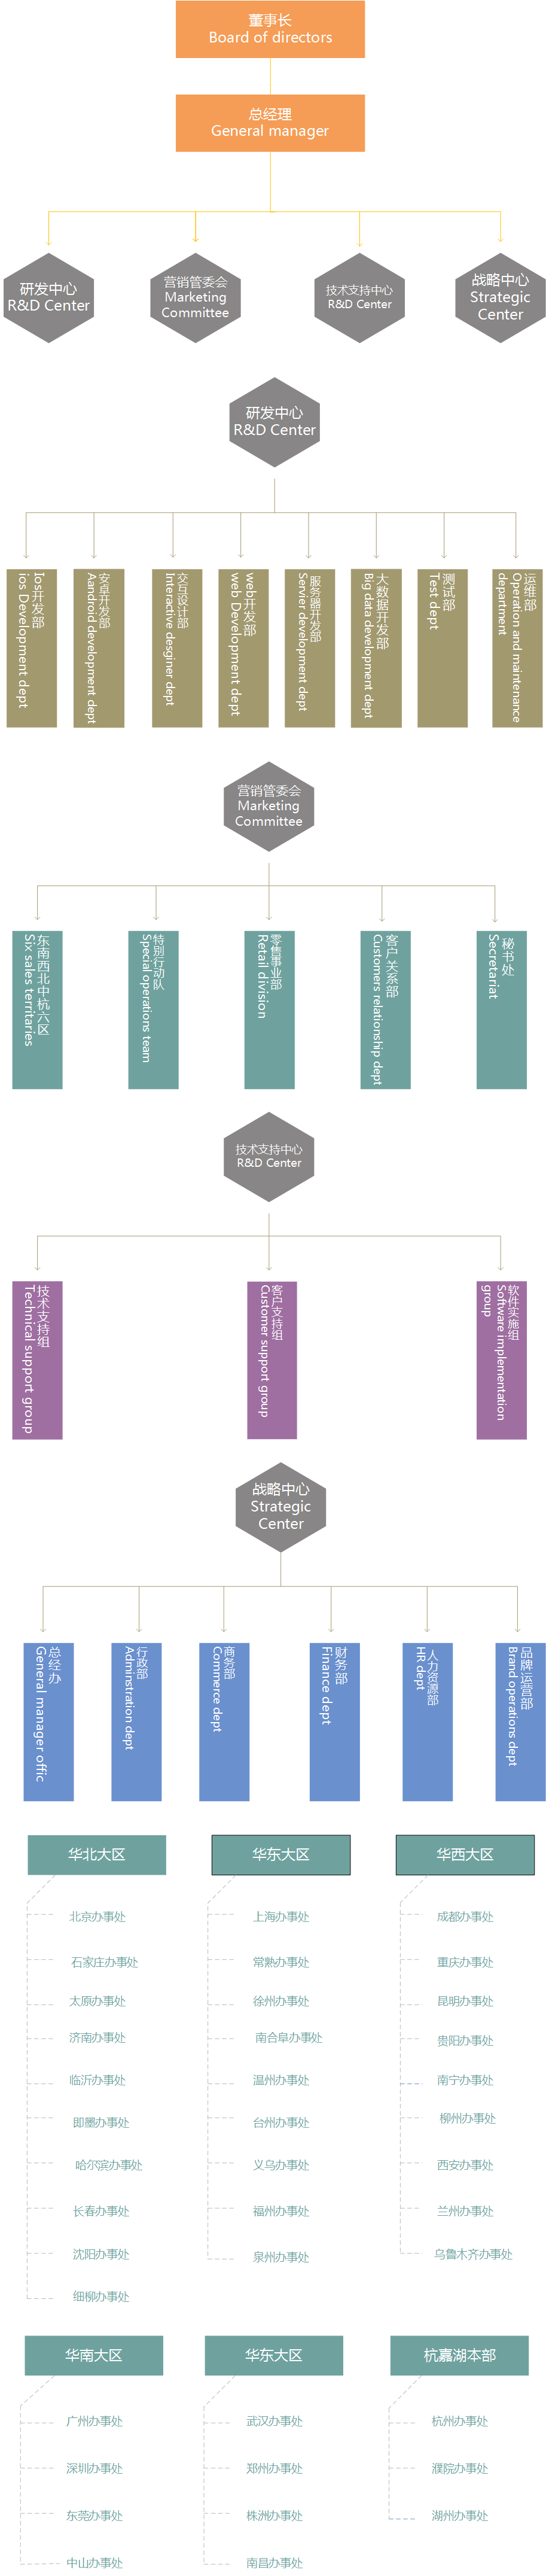 董事长
Board of directors
总经理
General manager
研发中心
R&D Center
营销管委会
Marketing
Committee
技术支持中心
R&D Center
战略中心
Strategic
Center
研发中心
R&D Center
Ios开发部
ios Development dept
安卓开发部
Aandroid development dept
交互设计部
Interactive desginer dept
web开发部
web Development dept
服务器开发部
Server development dept
大数据开发部
Big data development dept
测试部
Test dept
运维部
Operation and maintenance
department
营销管委会
Marketing
Committee
东南西北中杭六区
Six sales territaries
特别行动队
Special operations team
零售事业部
Retail division
客户关系部
Customers relationship dept
秘书处
Secretariat
技术支持中心
R&D Center
技术支持组
Technical support group
客户支持组
Customer support group
软件实施组
Software implementation
group
战略中心
Strategic
Center
总经办
General manager offic
行政部
Adminstration dept
商务部
Commerce dept
财务部
Finance dept
人力资源部
HR dept
品牌运营部
Brand operations dept
华北大区
北京办事处
石家庄办事处
太原办事处
济南办事处
临沂办事处
即墨办事处
哈尔滨办事处
长春办事处
沈阳办事处
细柳办事处
华东大区
上海办事处
常熟办事处
徐州办事处
南合阜办事处
温州办事处
台州办事处
义乌办事处
福州办事处
泉州办事处
华西大区
成都办事处
重庆办事处
昆明办事处
贵阳办事处
南宁办事处
柳州办事处
西安办事处
兰州办事处
乌鲁木齐办事处
华南大区
广州办事处
深圳办事处
东莞办事处
中山办事处
华东大区
武汉办事处
郑州办事处
株洲办事处
南昌办事处
杭嘉湖本部
杭州办事处
濮院办事处
湖州办事处